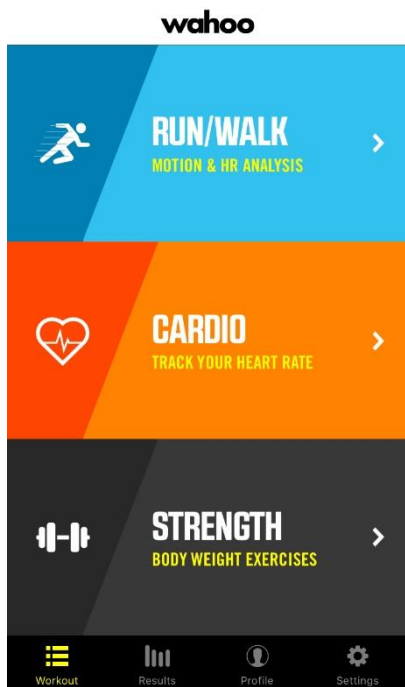 wahoo
RUN/WALK
MOTION & HR ANALYSIS
CARDIO
TRACK YOUR HEART RATE
STRENGTH
BODY WEIGHT EXERCISES
Workout Results Profile Settings